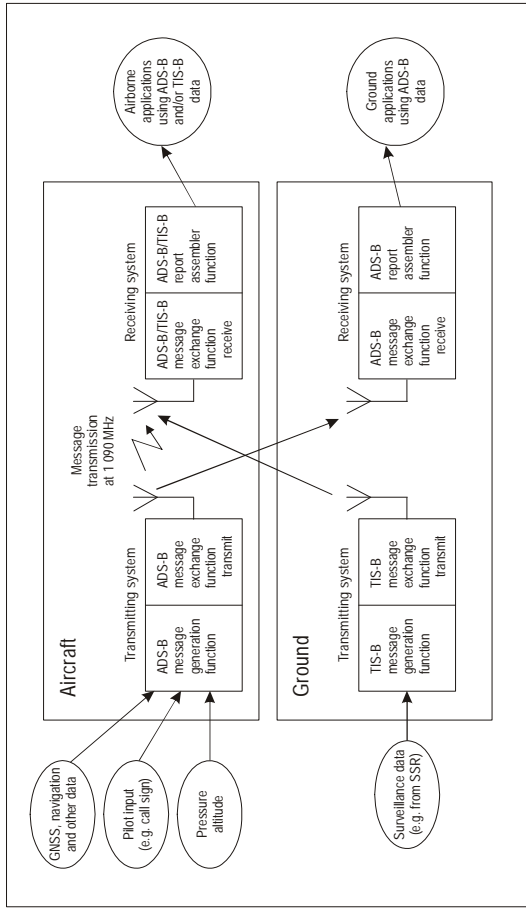 Aircraft
GNSS, navigation
and other data
Pilot input
(e.g. call sign)
Pressure
altitude
Transmitting system
ADS-B
message
generation
function
ADS-B
message
exchange
function
transmit
Message
transmission
at 1 090 MHz
Receiving system
ADS-B/TIS-B
message
exchange
function
receive
ADS-B/TIS-B
report
assembler
function
Airborne
applications
using ADS-B
and/or TIS-B
data
Ground
Surveillance data
(e.g. from SSR)
Transmitting system
TIS-B
message
generation
function
TIS-B
message
exchange
function
transmit
Receiving system
ADS-B
message
exchange
function
receive
ADS-B
report
assembler
function
Ground
applications
using ADS-B
data